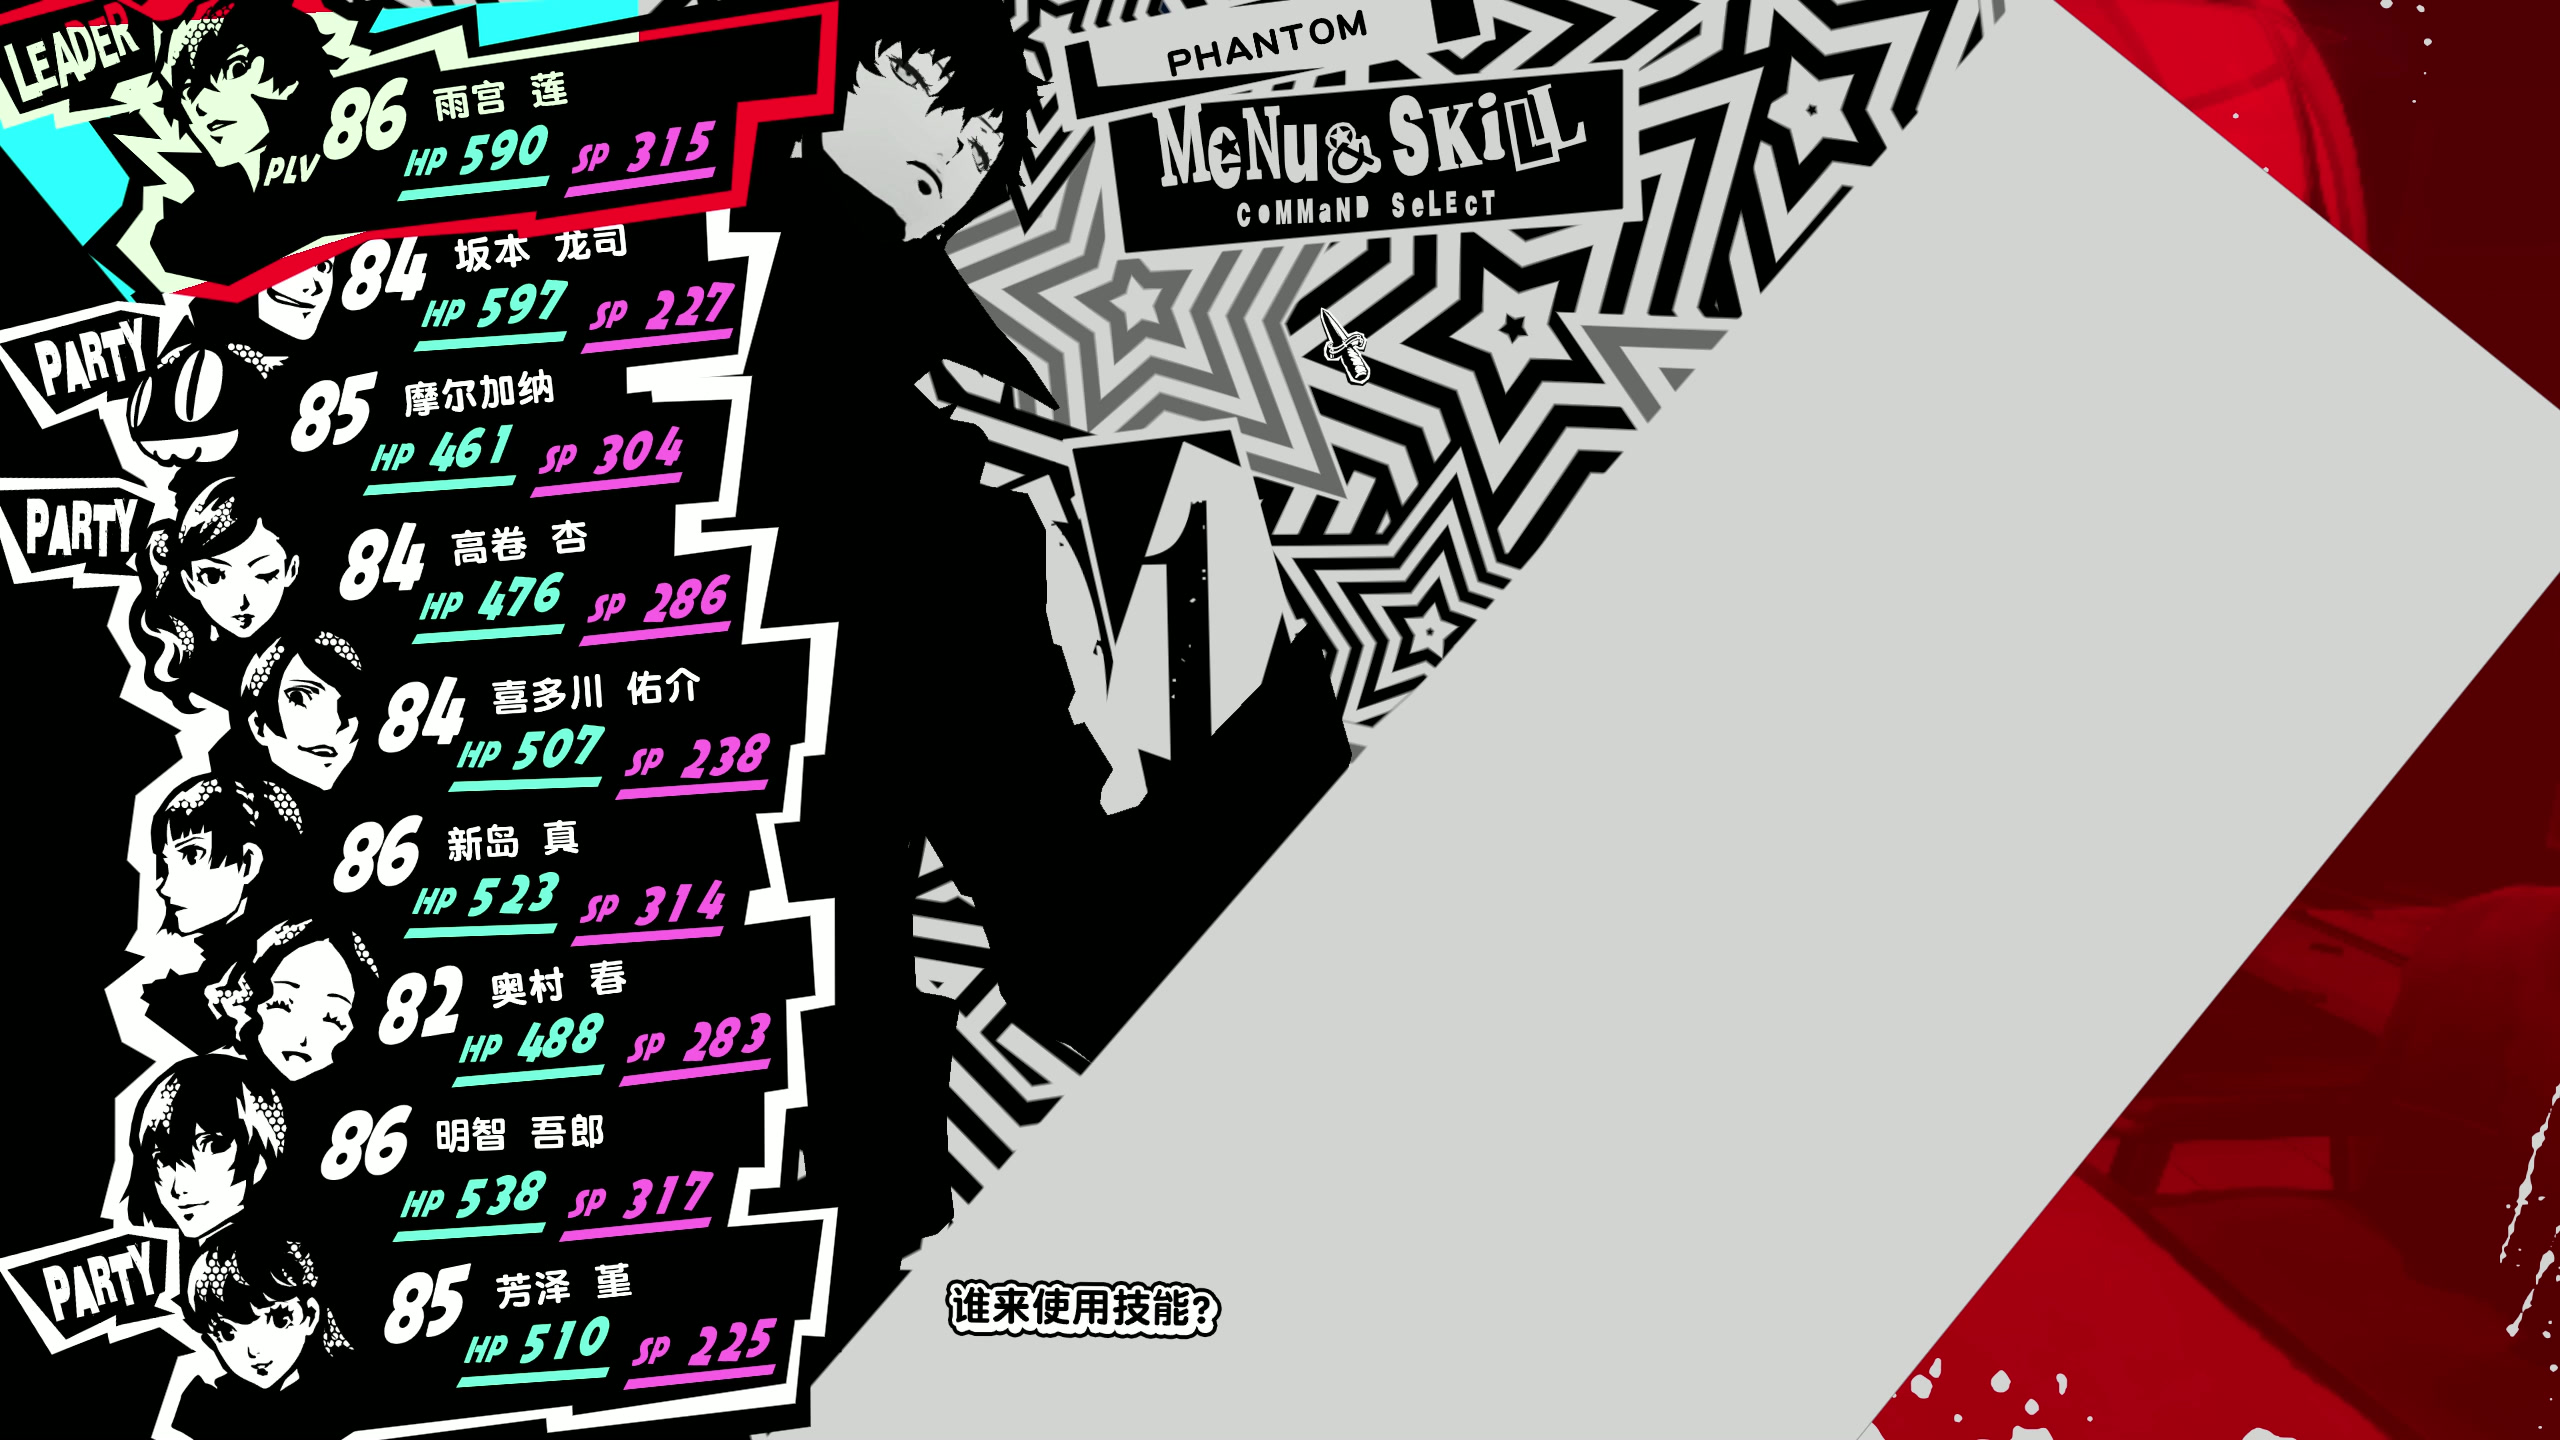 LEADER
86 雨宫 莲
PLV
HP 590 SP 315
84 坂本 龙司
HP 597 SP 227
PARTY
85 摩尔加纳
HP 461 SP 304
PARTY
84 高卷 杏
HP 476 SP 286
84 喜多川 佑介
HP 507 SP 238
86 新岛 真
HP 523 SP 314
82 奥村 春
HP 488 SP 283
86 明智 吾郎
HP 538 SP 317
PARTY
85 芳泽 堇
HP 510 SP 225
PHANTOM
MeNu & SKiLL
CoMMaND SeLEcT
1
谁来使用技能?